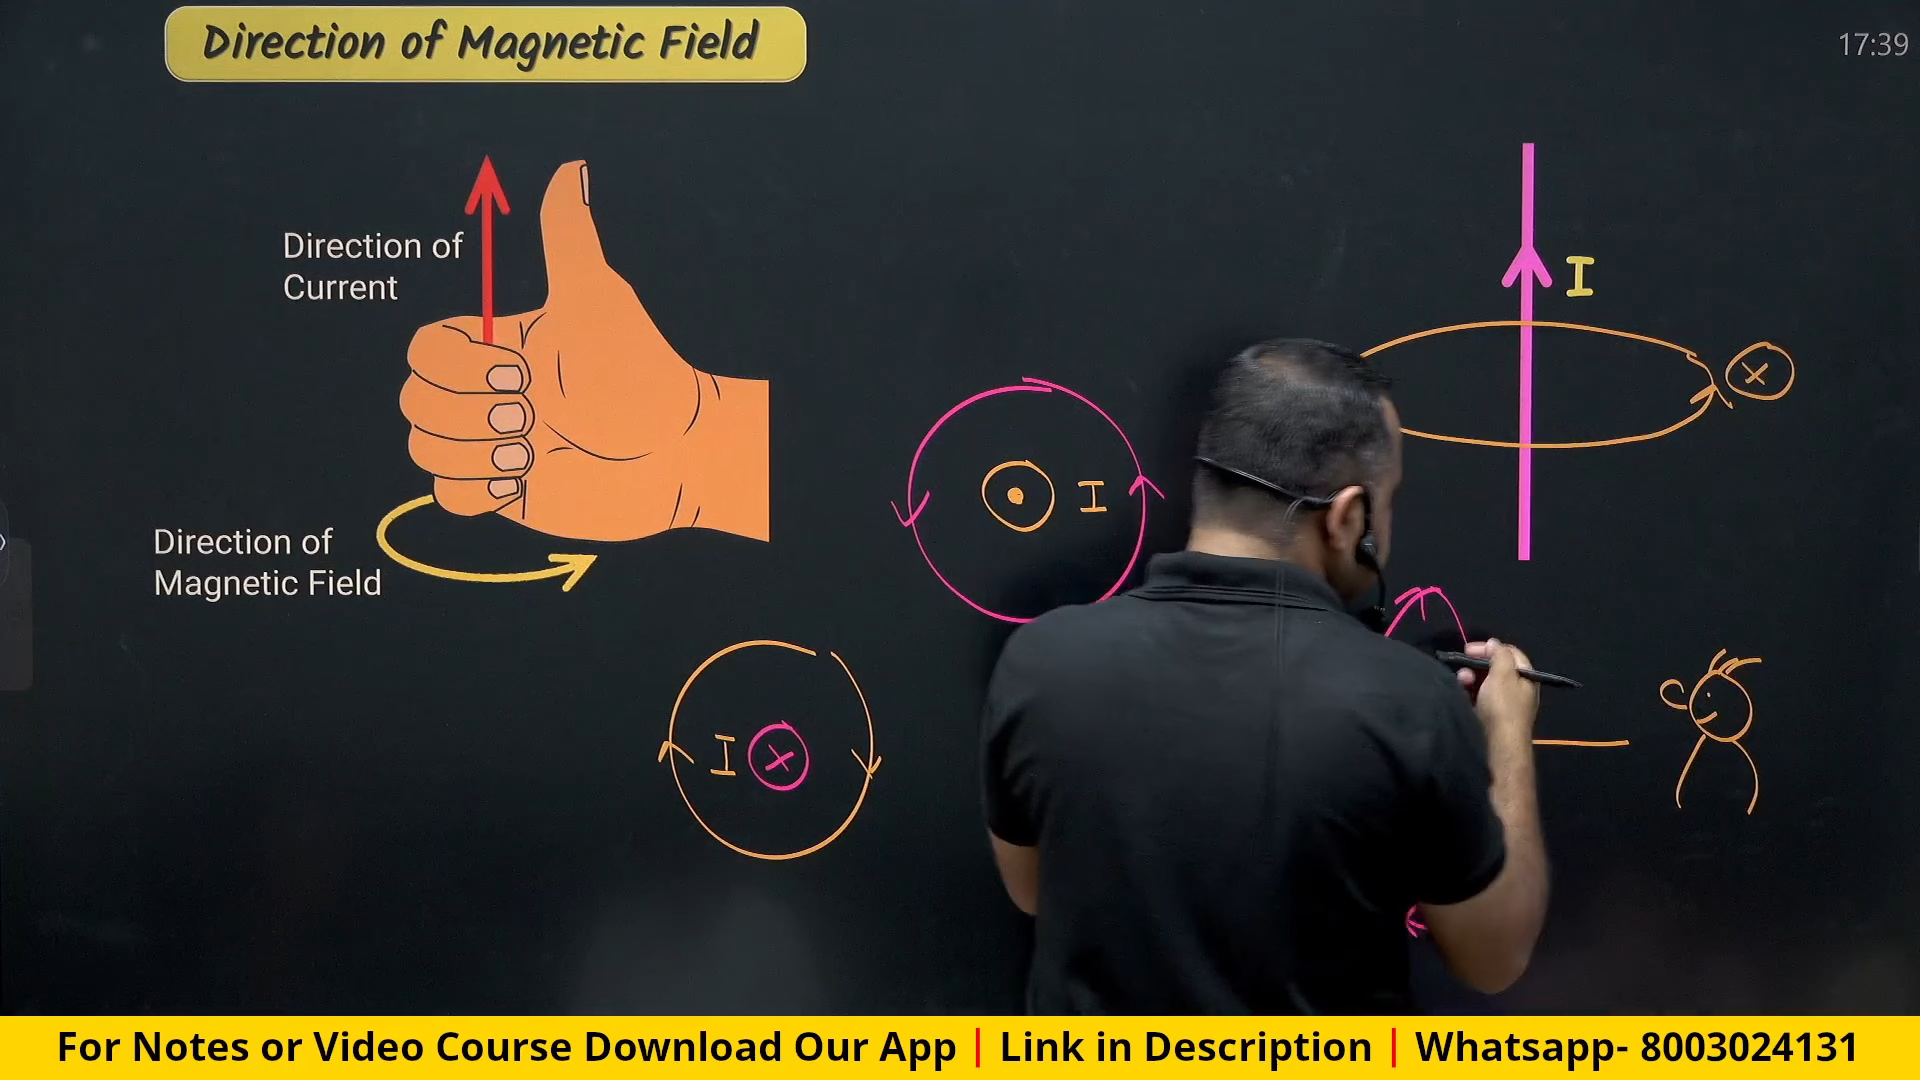 Direction of Magnetic Field
17:39
Direction of
Current
I
I
Direction of
Magnetic Field
I
For Notes or Video Course Download Our App | Link in Description | Whatsapp- 8003024131